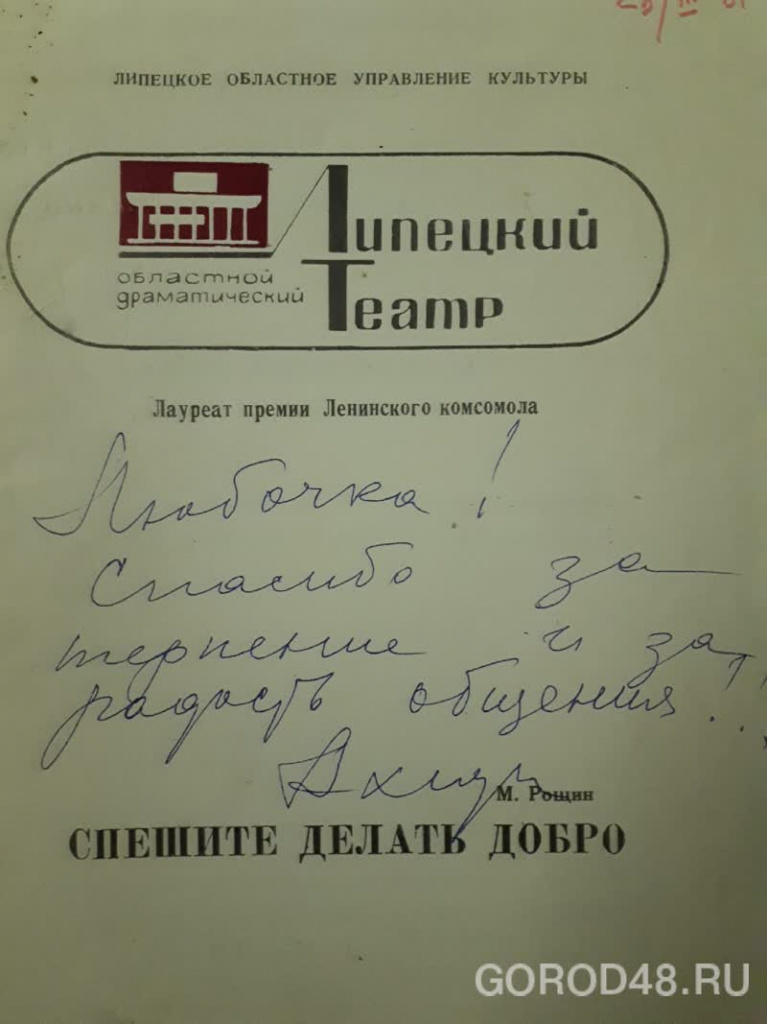 ЛИПЕЦКОЕ ОБЛАСТНОЕ УПРАВЛЕНИЕ КУЛЬТУРЫ
Липецкий
областной
драматический
Театр
Лауреат премии Ленинского комсомола
Любочка!
Спасибо за
терпение и за
радость общения!
М. Рощин
СПЕШИТЕ ДЕЛАТЬ ДОБРО
GOROD48.RU